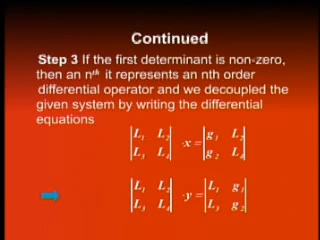 Continued
Step 3 If the first determinant is non-zero,
then an nth it represents an nth order
differential operator and we decoupled the
given system by writing the differential
equations
|L1 L2| ·x = |g1 L2|
|L3 L4| |g2 L4|
|L1 L2| ·y = |L1 g1|
|L3 L4| |L3 g2|